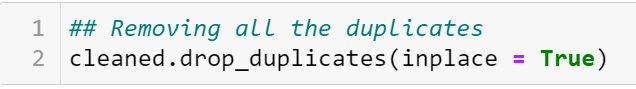 1 ## Removing all the duplicates
2 cleaned.drop_duplicates(inplace = True)